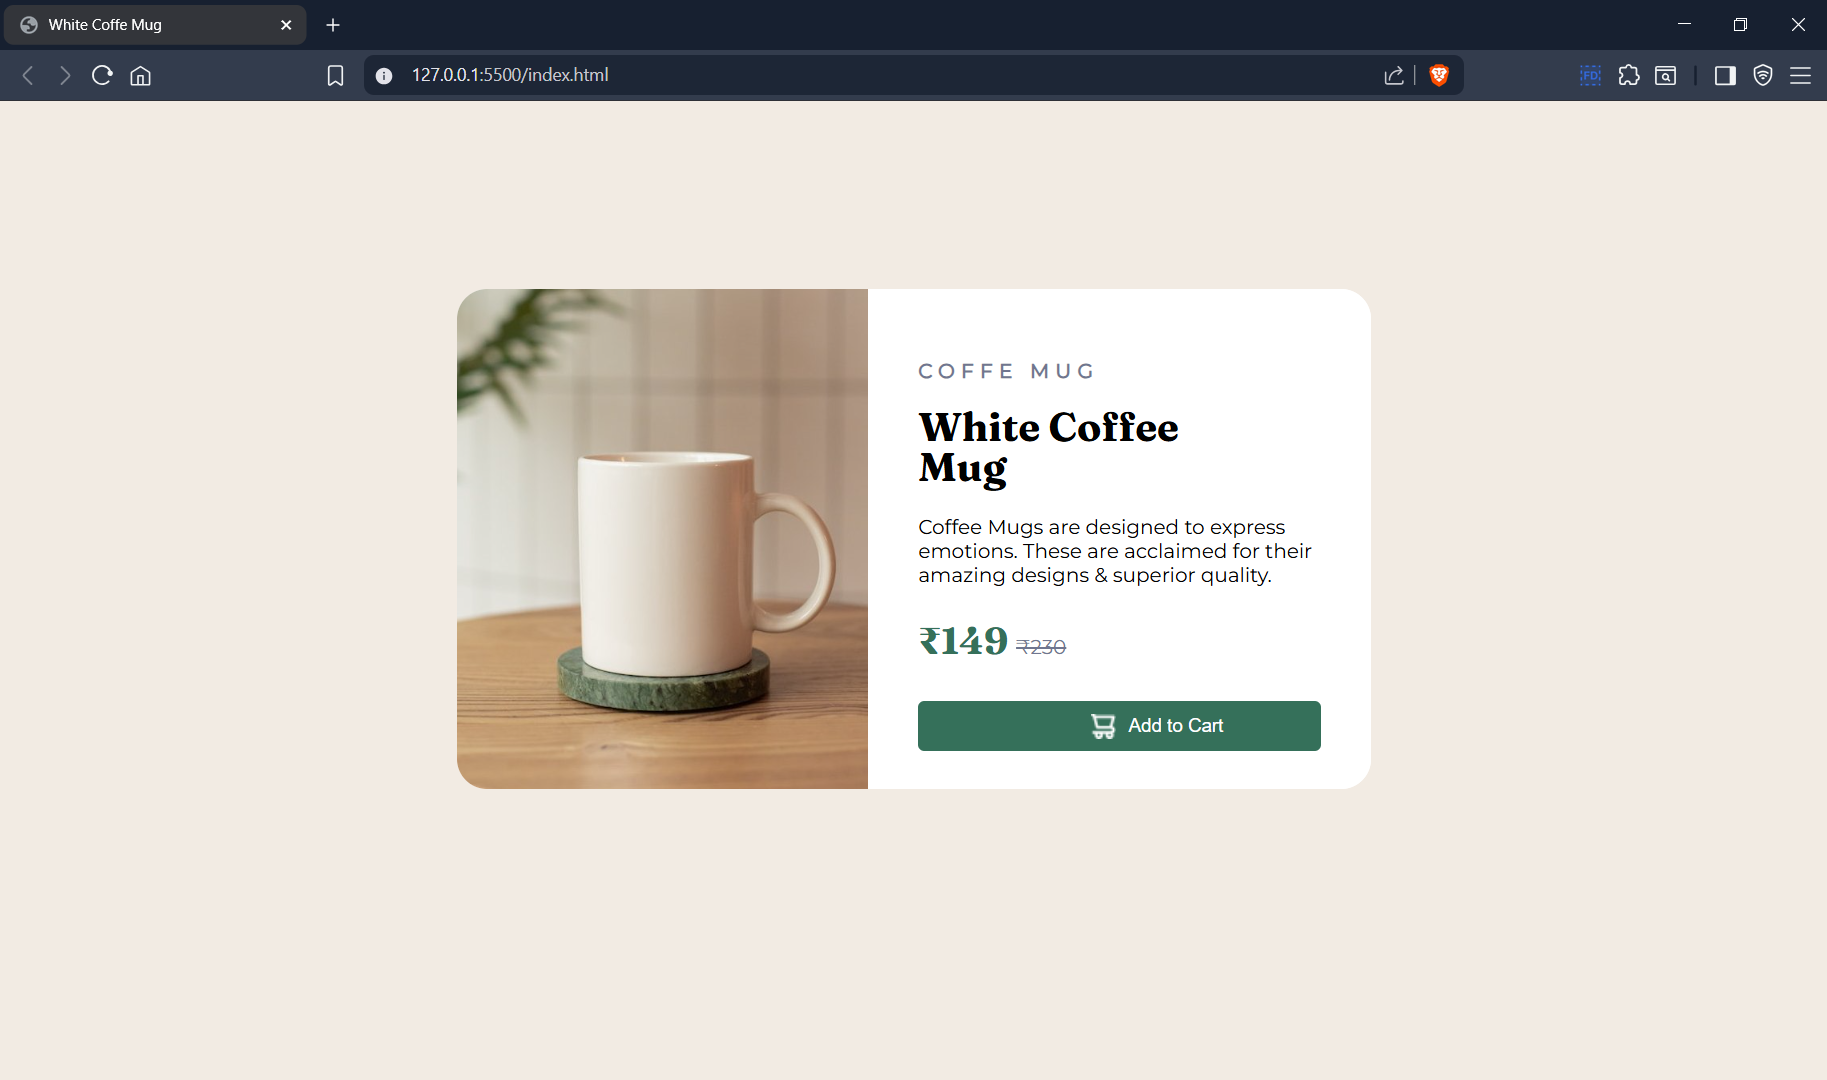 White Coffe Mug
127.0.0.1:5500/index.html
FD
COFFE MUG
White Coffee
Mug
Coffee Mugs are designed to express
emotions. These are acclaimed for their
amazing designs & superior quality.
₹149 ₹230
Add to Cart